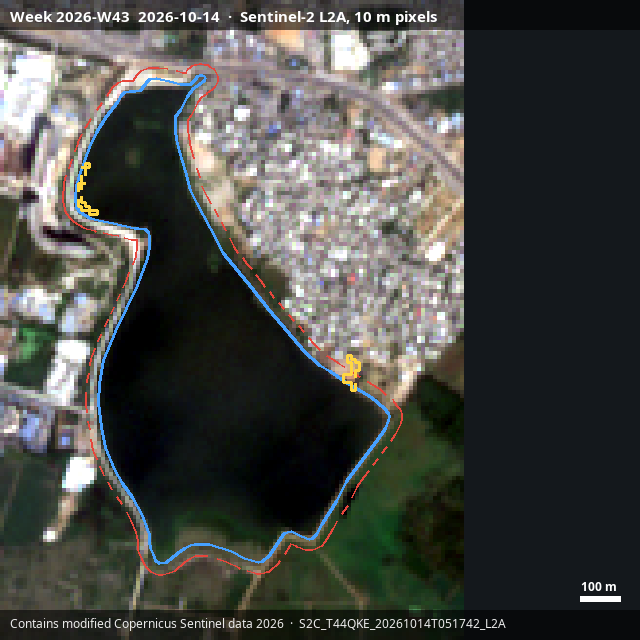 Week 2026-W43  2026-10-14  ·  Sentinel-2 L2A, 10 m pixels
100 m
Contains modified Copernicus Sentinel data 2026  ·  S2C_T44QKE_20261014T051742_L2A